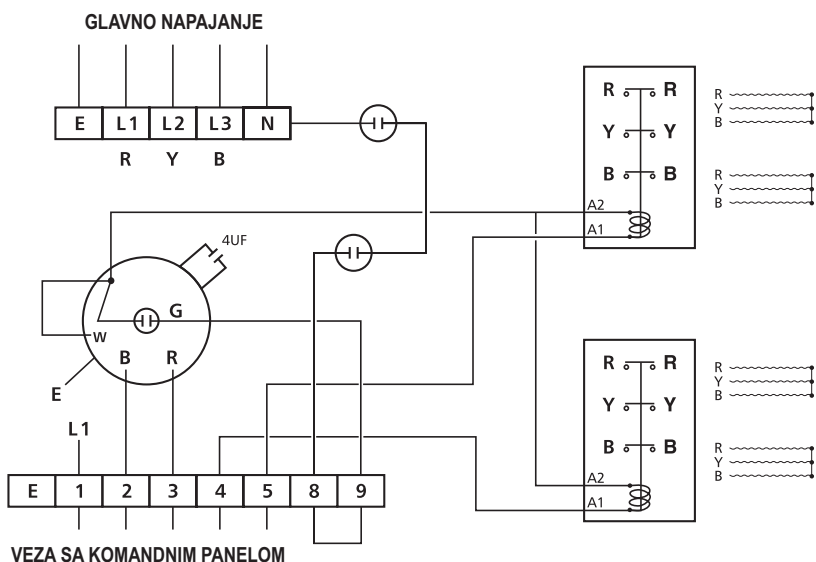 GLAVNO NAPAJANJE
E L1 L2 L3 N
R Y B
R R
Y Y
B B
A2
A1
R
Y
B
R
Y
B
4UF
G
W
B R
E
L1
E 1 2 3 4 5 8 9
VEZA SA KOMANDNIM PANELOM
R R
Y Y
B B
A2
A1
R
Y
B
R
Y
B